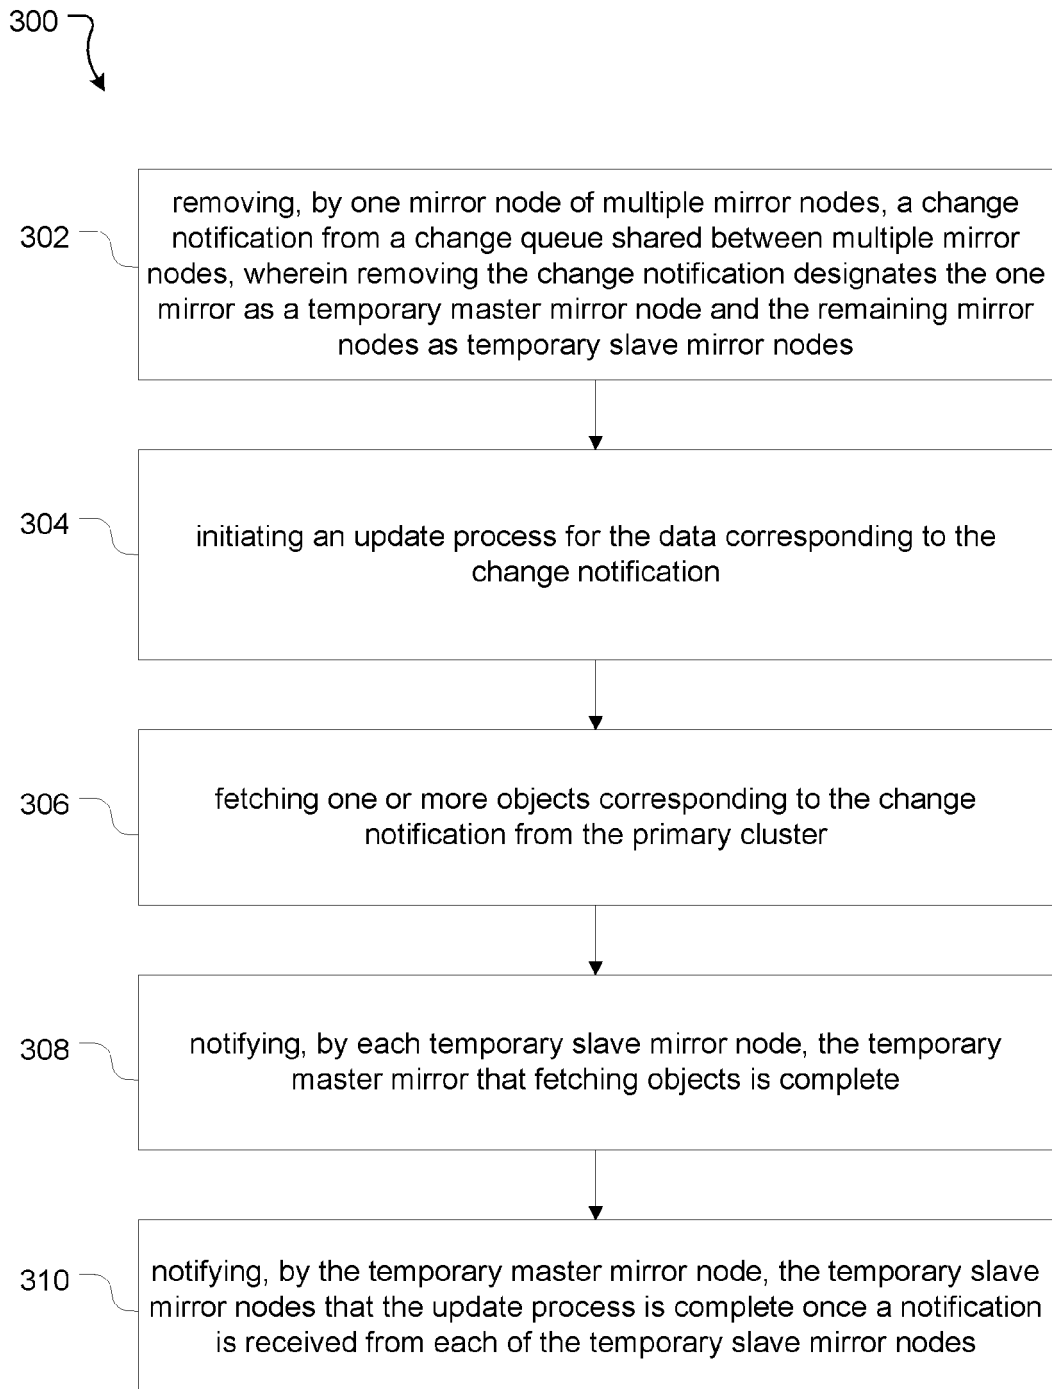 300
302
removing, by one mirror node of multiple mirror nodes, a change
notification from a change queue shared between multiple mirror
nodes, wherein removing the change notification designates the one
mirror as a temporary master mirror node and the remaining mirror
nodes as temporary slave mirror nodes
304
initiating an update process for the data corresponding to the
change notification
306
fetching one or more objects corresponding to the change
notification from the primary cluster
308
notifying, by each temporary slave mirror node, the temporary
master mirror that fetching objects is complete
310
notifying, by the temporary master mirror node, the temporary slave
mirror nodes that the update process is complete once a notification
is received from each of the temporary slave mirror nodes